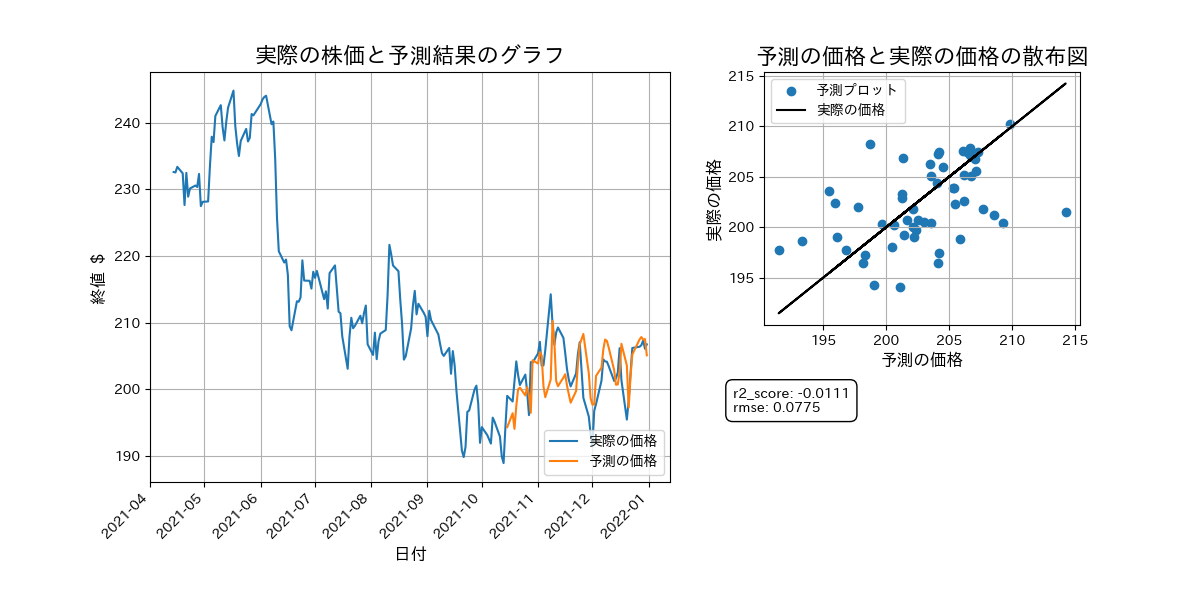 実際の株価と予測結果のグラフ
終値 $
240
230
220
210
200
190
2021-04
2021-05
2021-06
2021-07
2021-08
2021-09
2021-10
2021-11
2021-12
2022-01
日付
実際の価格
予測の価格
予測の価格と実際の価格の散布図
実際の価格
215
210
205
200
195
予測プロット
実際の価格
195
200
205
210
215
予測の価格
r2_score: -0.0111
rmse: 0.0775